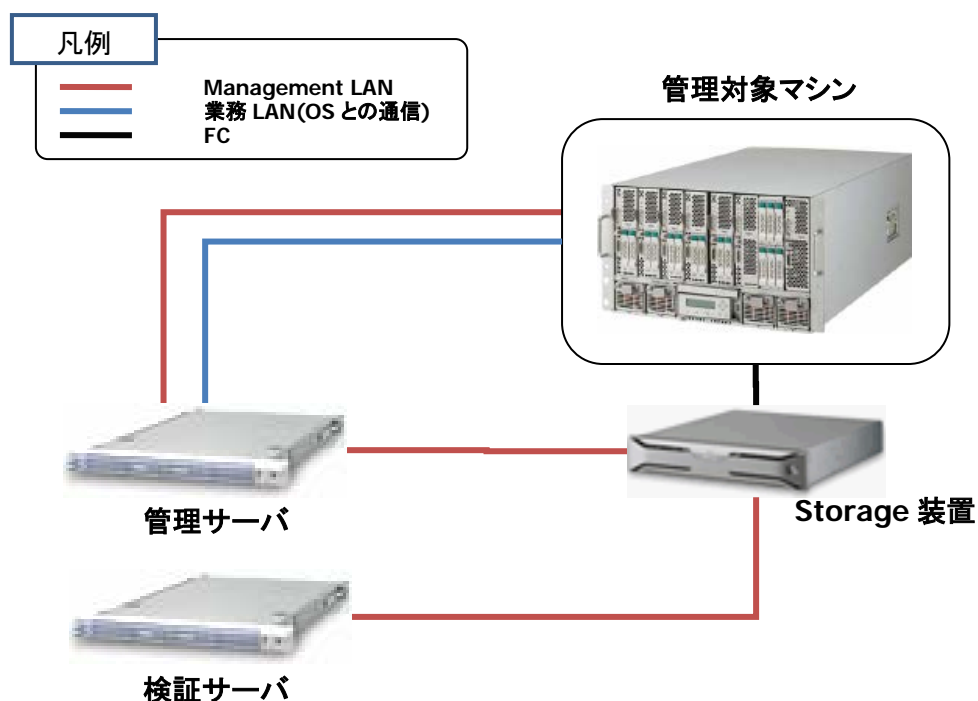 凡例
Management LAN
業務 LAN(OS との通信)
FC
管理対象マシン
管理サーバ
Storage 装置
検証サーバ